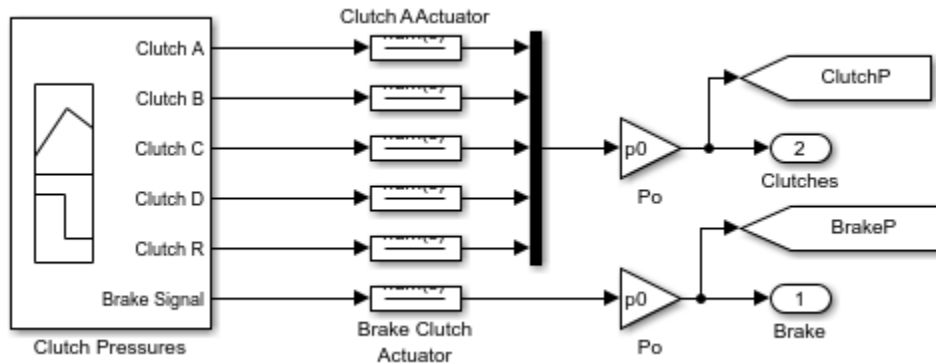 Clutch A Actuator
Clutch A
Clutch B
Clutch C
Clutch D
Clutch R
Brake Signal
Clutch Pressures
Brake Clutch
Actuator
p0
Po
ClutchP
2
Clutches
p0
Po
BrakeP
1
Brake